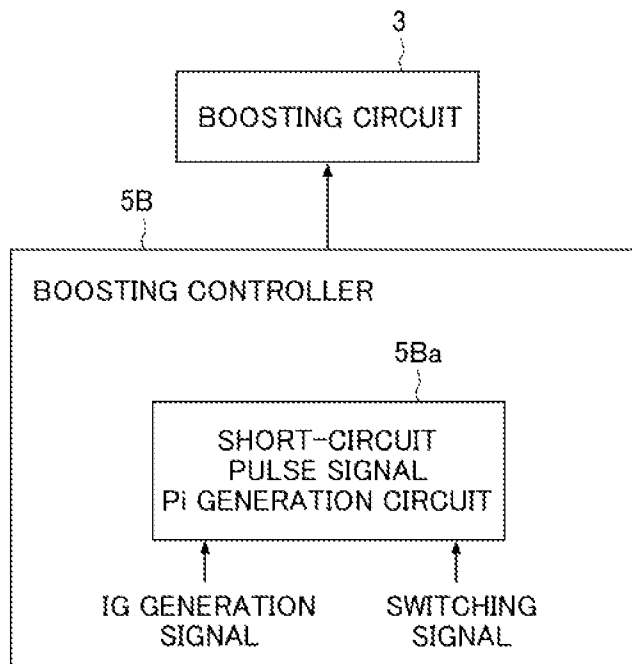 3
BOOSTING CIRCUIT
5B
BOOSTING CONTROLLER
5Ba
SHORT-CIRCUIT
PULSE SIGNAL
Pi GENERATION CIRCUIT
IG GENERATION
SIGNAL
SWITCHING
SIGNAL